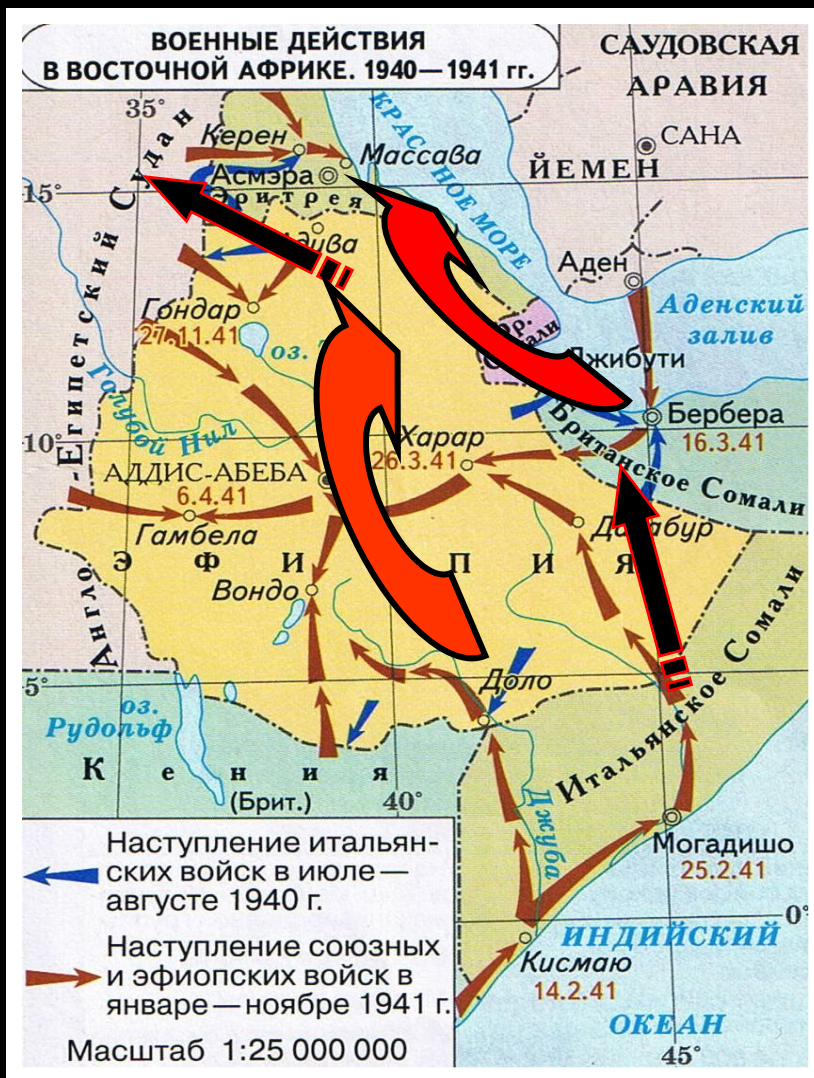 ВОЕННЫЕ ДЕЙСТВИЯ
В ВОСТОЧНОЙ АФРИКЕ. 1940—1941 гг.
САУДОВСКАЯ
АРАВИЯ
35°
КРАСНОЕ МОРЕ
Керен
Массава
САНА
ЙЕМЕН
Асмэра
15°
Эритрея
Англо-Египетский Судан
Аден
Аденский
залив
Гондар
27.11.41
оз.
Джибути
Голубой Нил
Бербера
16.3.41
10°
Харар
26.3.41
Британское Сомали
АДДИС-АБЕБА
6.4.41
Гамбела
ЭФИОПИЯ
Вондо
Итальянское Сомали
5°
Доло
оз.
Рудольф
Кения
(Брит.)
40°
Джуба
Могадишо
25.2.41
0°
ИНДИЙСКИЙ
ОКЕАН
Кисмаю
14.2.41
45°
Наступление итальян-
ских войск в июле—
августе 1940 г.
Наступление союзных
и эфиопских войск в
январе—ноябре 1941 г.
Масштаб 1:25 000 000